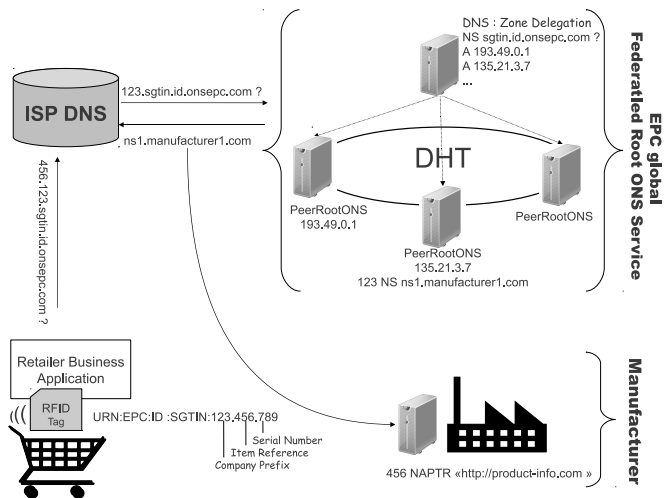 DNS : Zone Delegation
NS sgtin.id.onsepc.com ?
A 193.49.0.1
A 135.21.3.7
...
123.sgtin.id.onsepc.com ?
ISP DNS
ns1.manufacturer1.com
456.123.sgtin.id.onsepc.com ?
DHT
PeerRootONS
193.49.0.1
PeerRootONS
135.21.3.7
123 NS ns1.manufacturer1.com
PeerRootONS
EPC global
Federatled Root ONS Service
Retailer Business
Application
RFID
Tag
URN:EPC:ID :SGTIN:123.456.789
Serial Number
Item Reference
Company Prefix
456 NAPTR «http://product-info.com »
Manufacturer